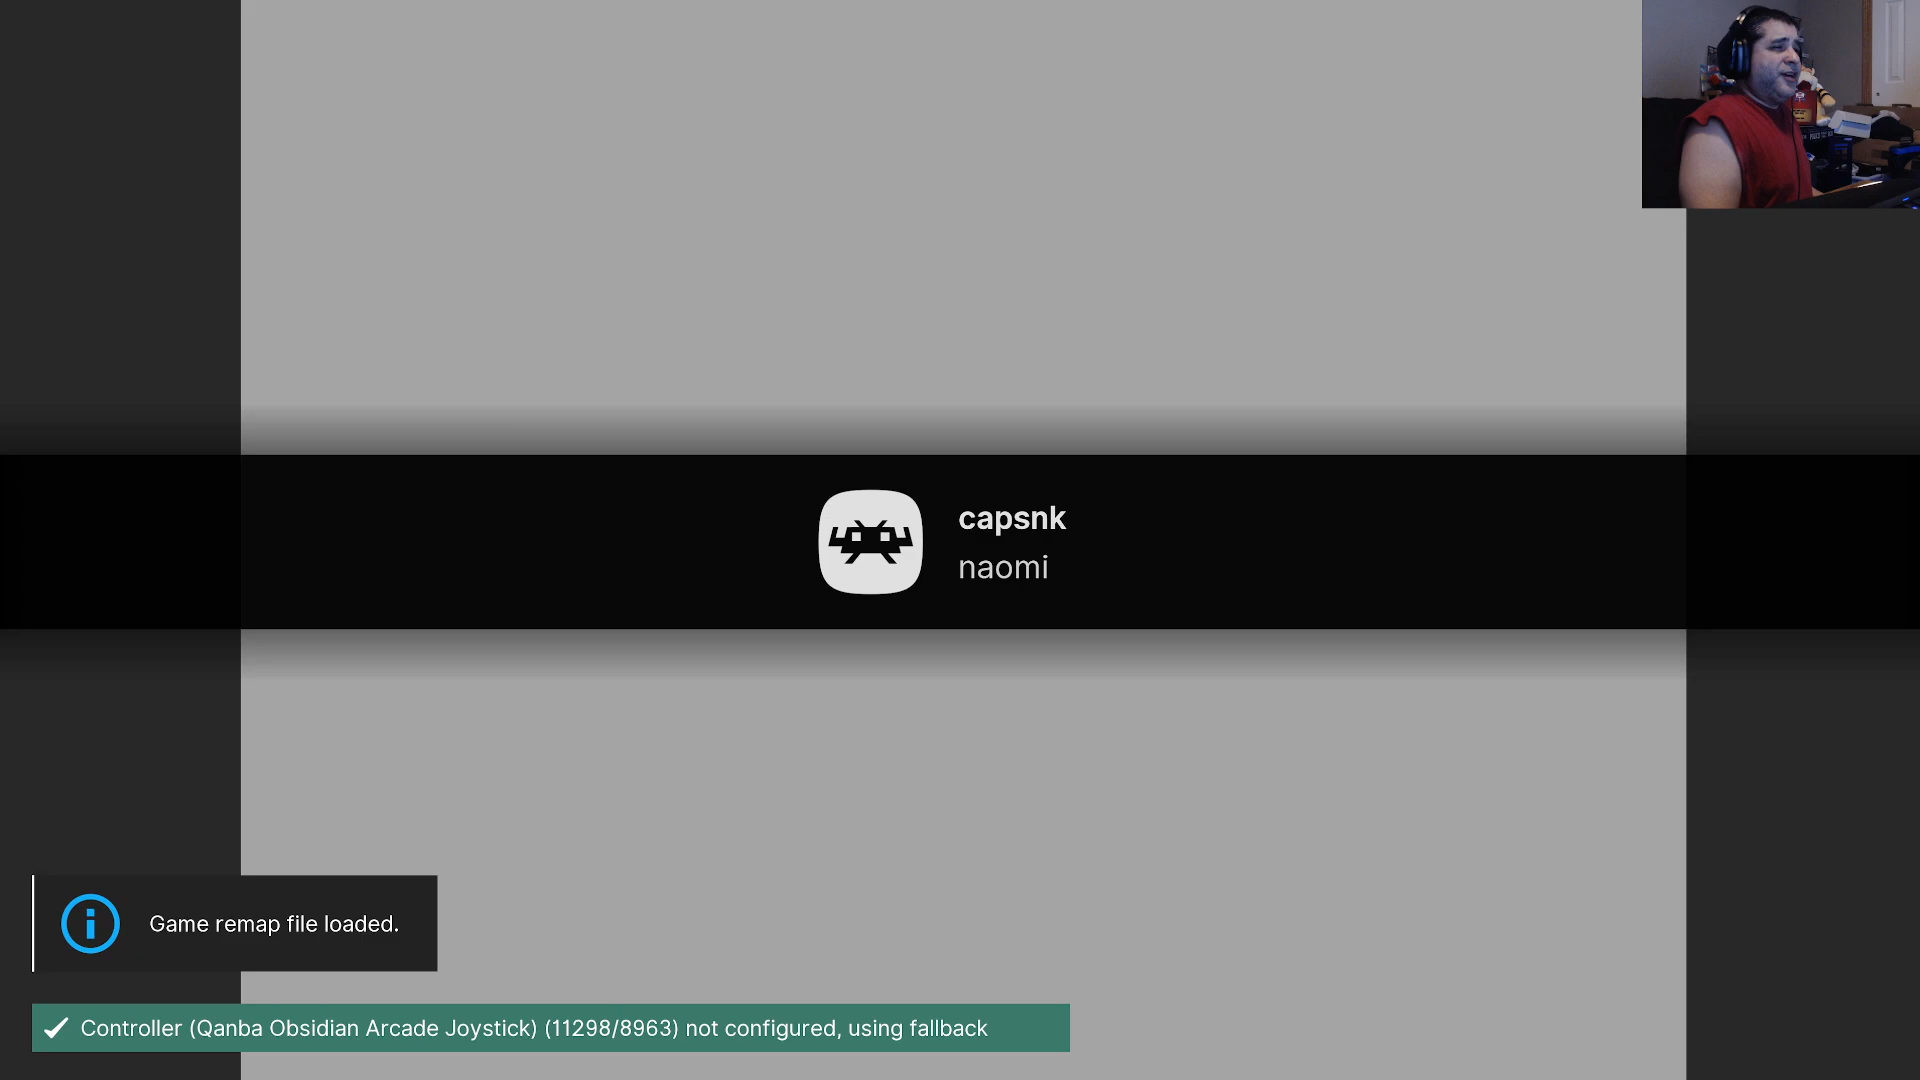 capsnk
naomi
Game remap file loaded.
Controller (Qanba Obsidian Arcade Joystick) (11298/8963) not configured, using fallback